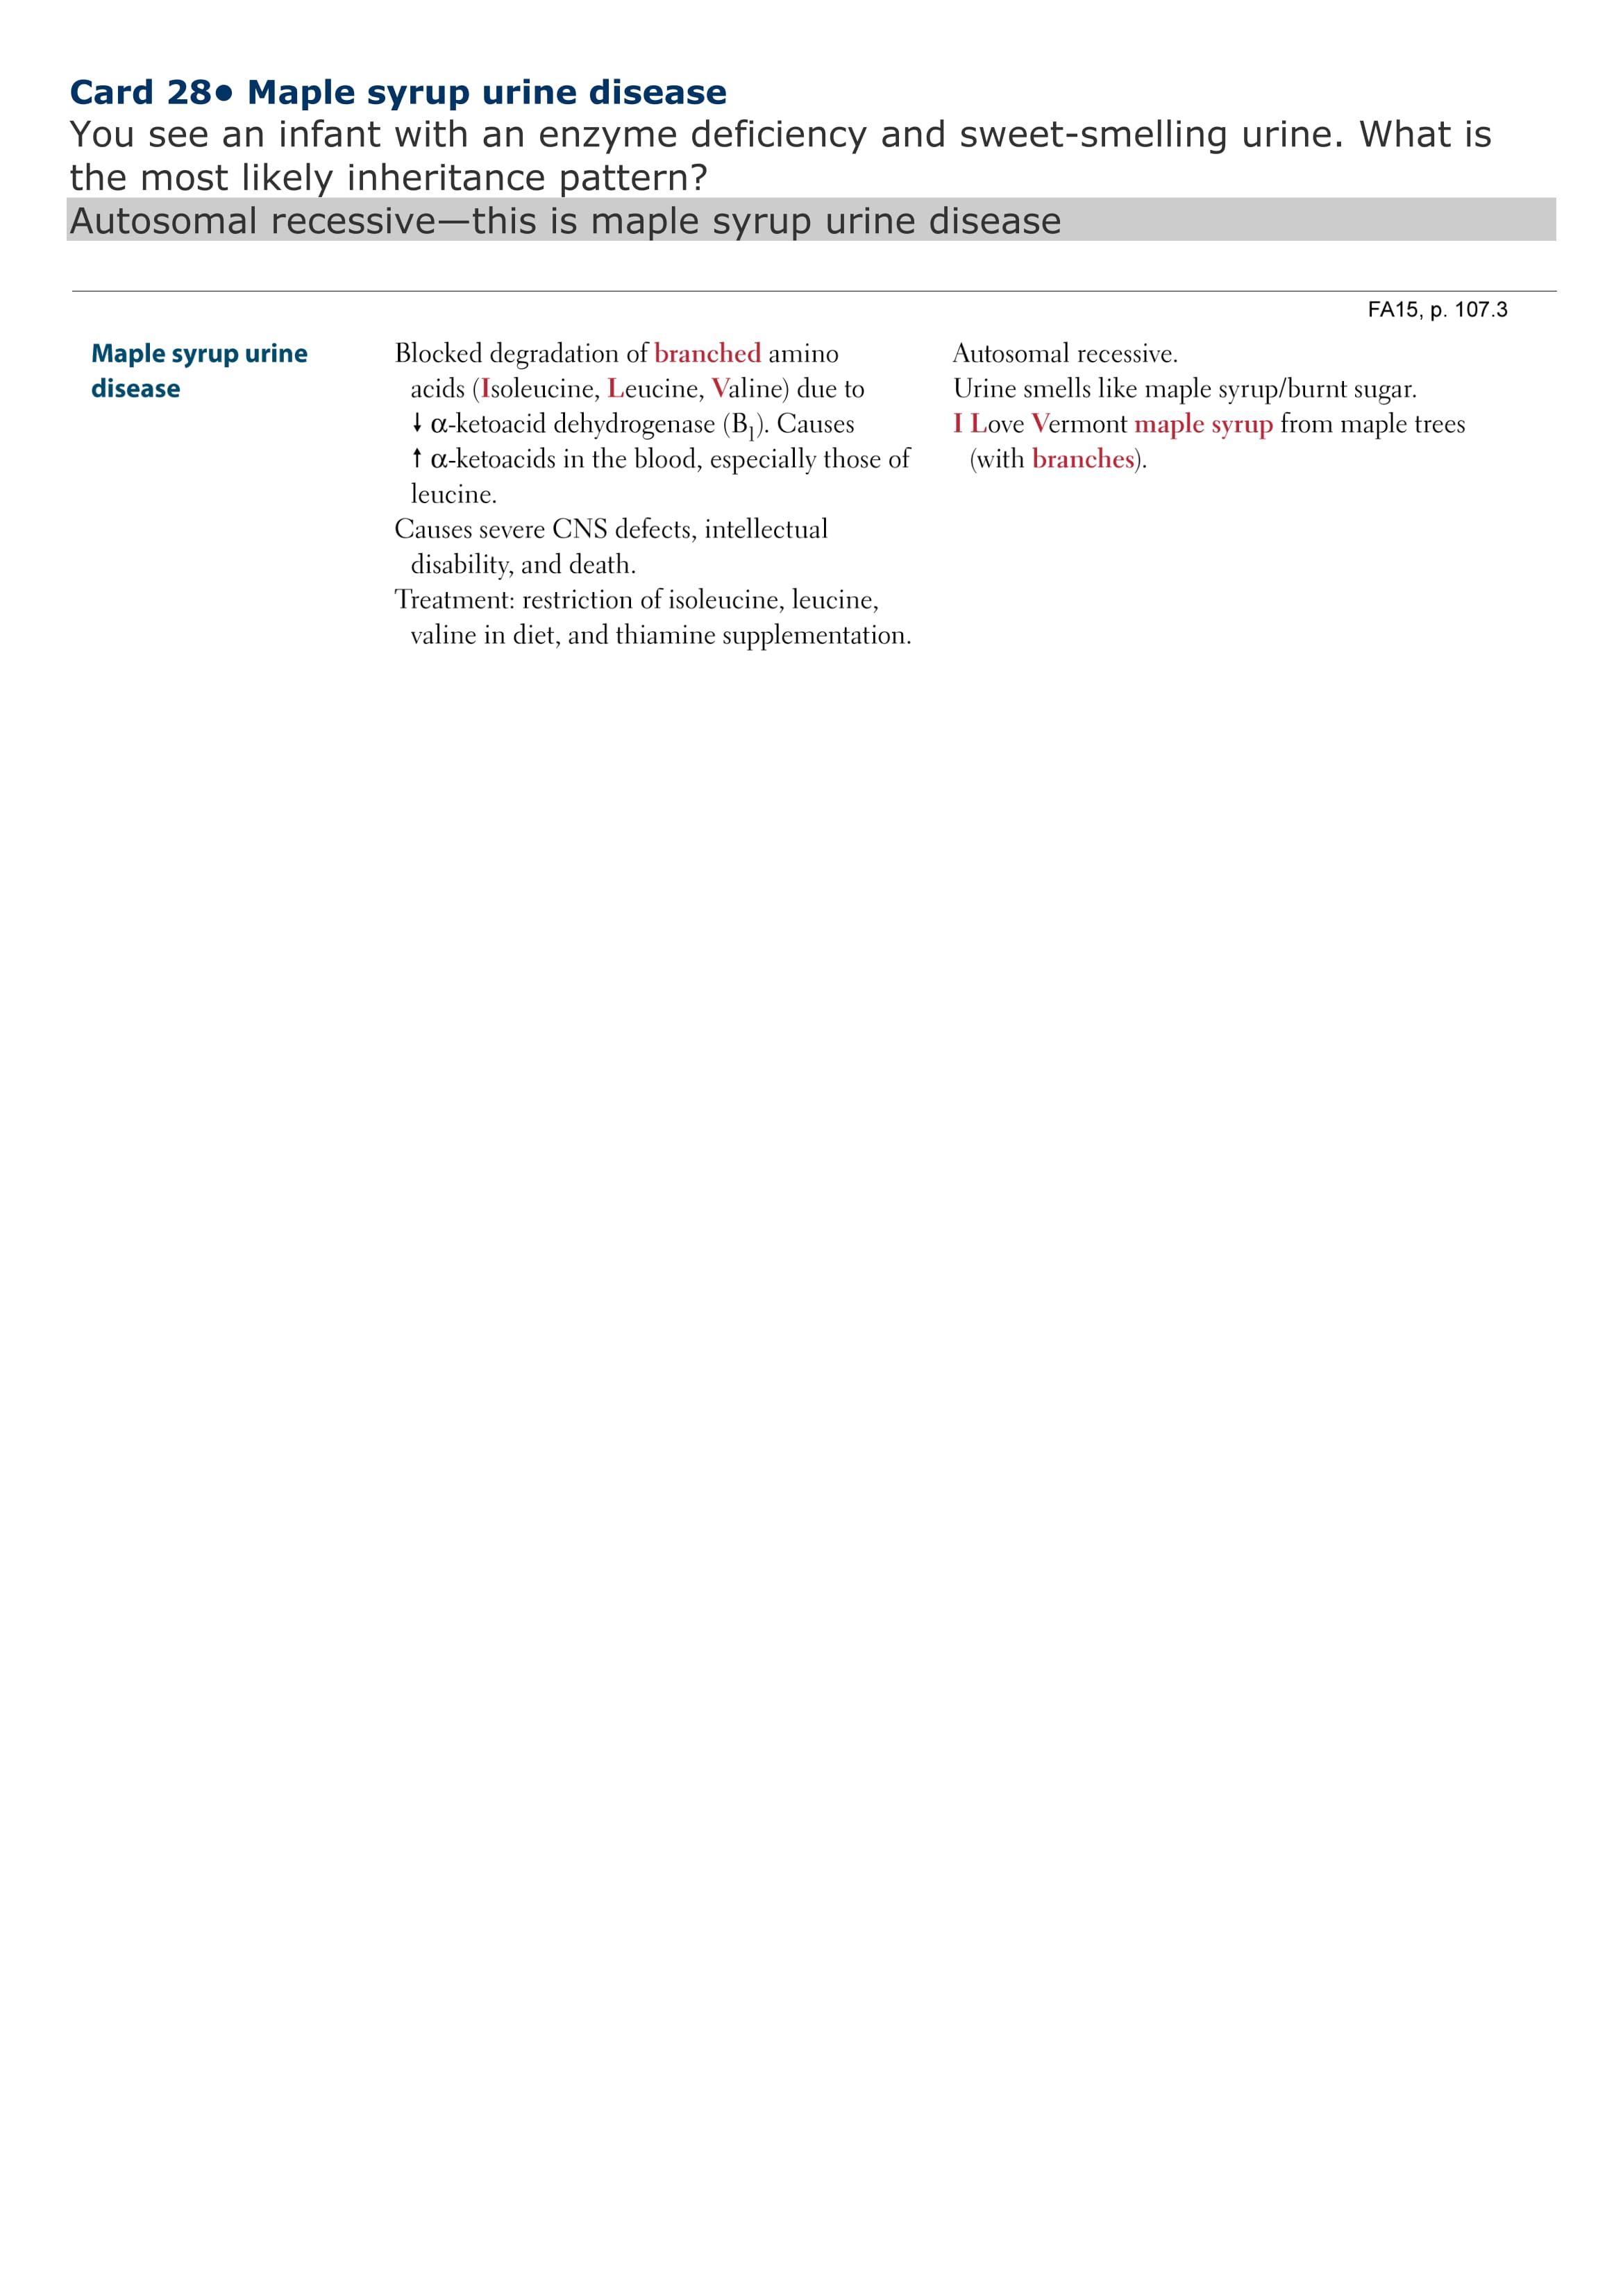 Card 28● Maple syrup urine disease
You see an infant with an enzyme deficiency and sweet-smelling urine. What is
the most likely inheritance pattern?
Autosomal recessive—this is maple syrup urine disease
FA15, p. 107.3
Maple syrup urine
disease
Blocked degradation of branched amino
acids (Isoleucine, Leucine, Valine) due to
↓ α-ketoacid dehydrogenase (B₁). Causes
↑ α-ketoacids in the blood, especially those of
leucine.
Causes severe CNS defects, intellectual
disability, and death.
Treatment: restriction of isoleucine, leucine,
valine in diet, and thiamine supplementation.
Autosomal recessive.
Urine smells like maple syrup/burnt sugar.
I Love Vermont maple syrup from maple trees
(with branches).